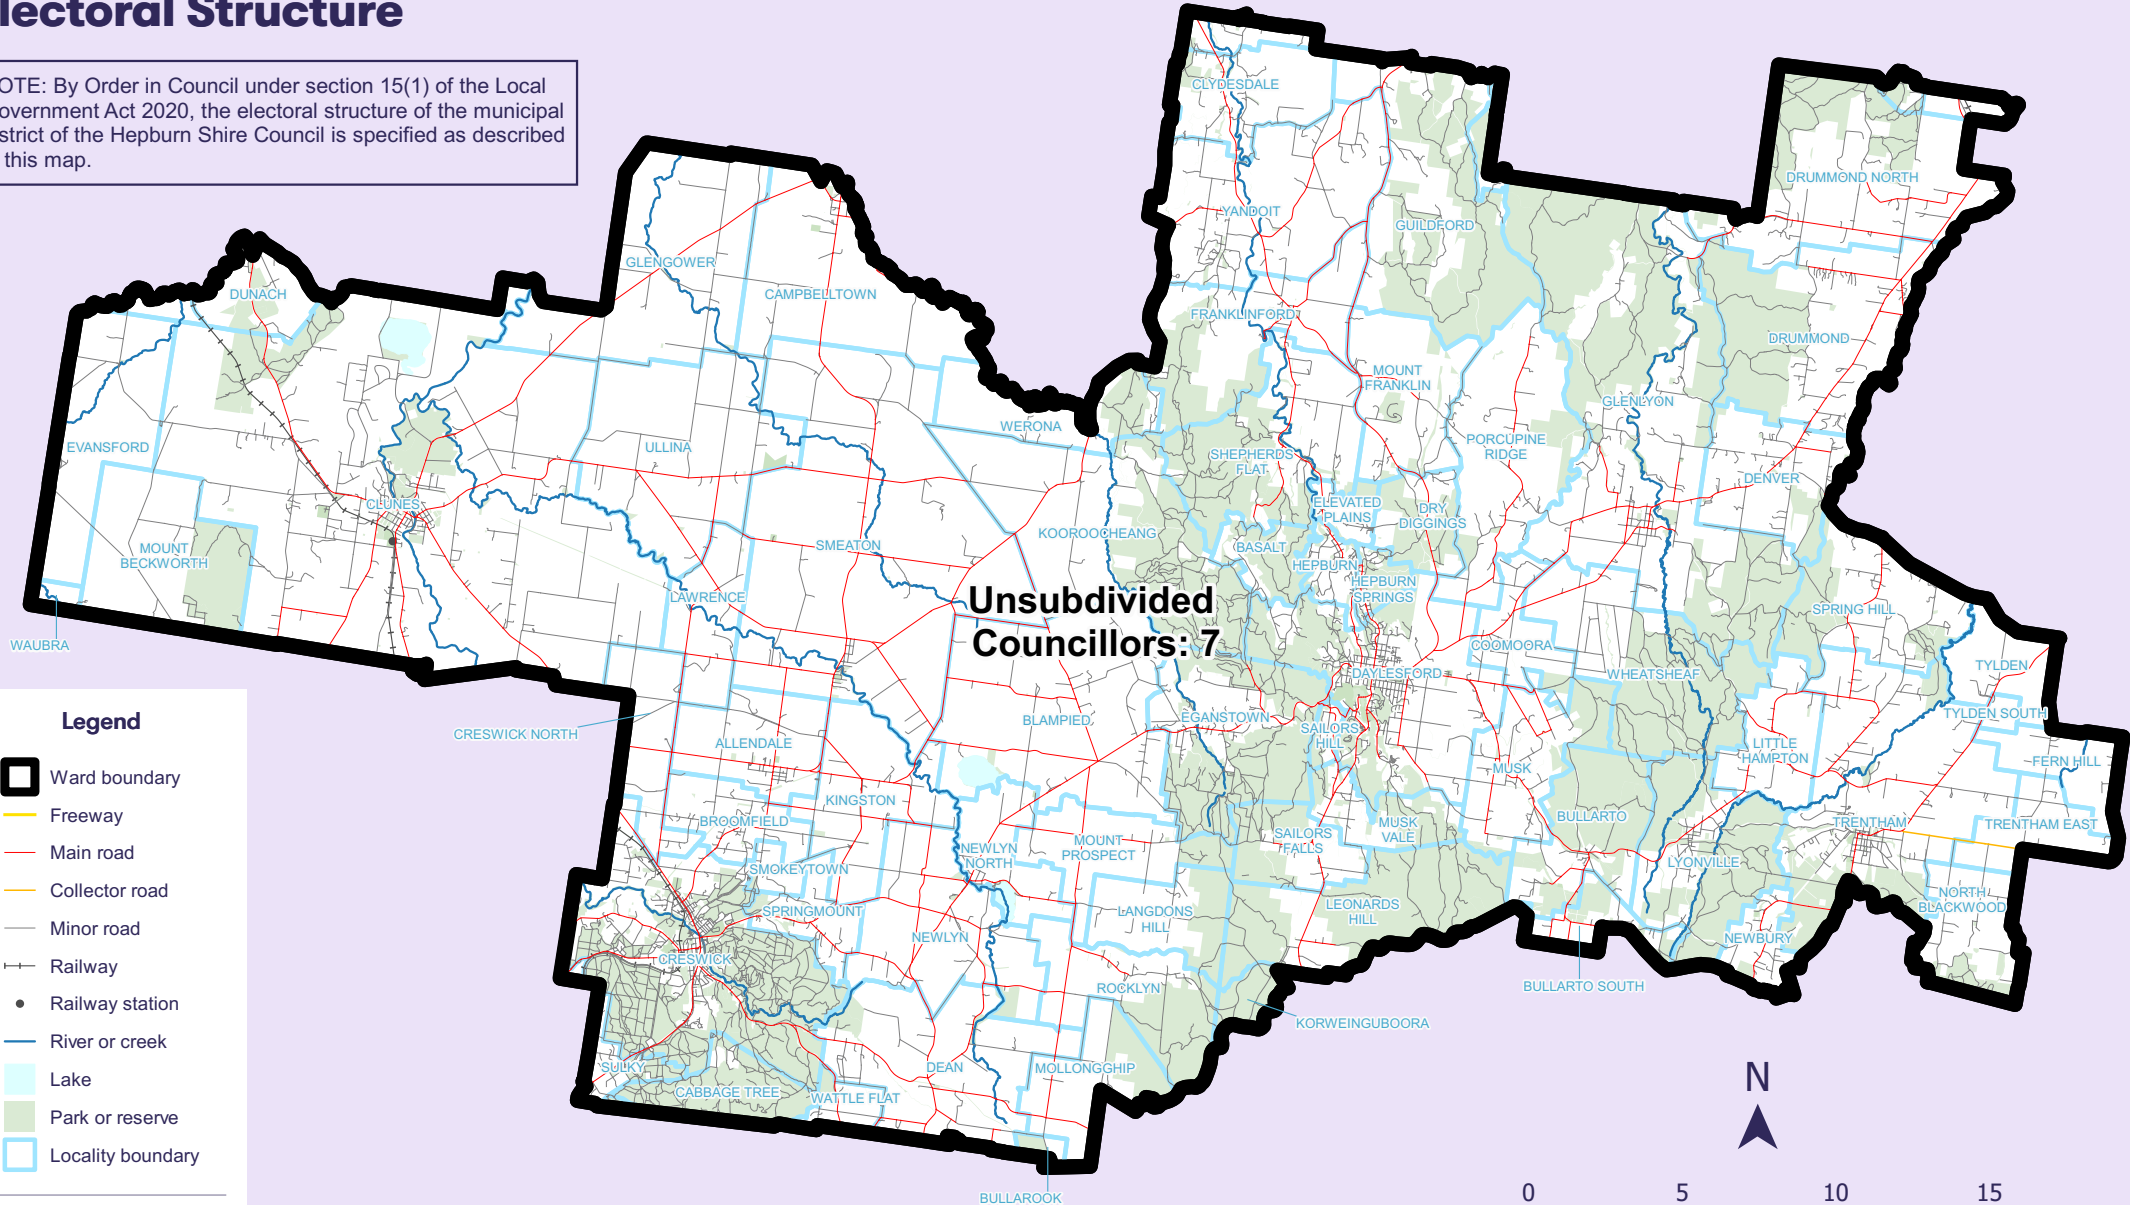 lectoral Structure
OTE: By Order in Council under section 15(1) of the Local
overnment Act 2020, the electoral structure of the municipal
strict of the Hepburn Shire Council is specified as described
this map.
CLYDESDALE
DRUMMOND NORTH
YANDOIT
GUILDFORD
GLENGOWER
DUNACH
CAMPBELLTOWN
FRANKLINFORD
DRUMMOND
MOUNT
FRANKLIN
GLENLYON
WERONA
EVANSFORD
ULLINA
SHEPHERDS
FLAT
PORCUPINE
RIDGE
DENVER
CLUNES
ELEVATED
PLAINS
DRY
DIGGINGS
KOOROOCHEANG
MOUNT
BECKWORTH
SMEATON
BASALT
HEPBURN
HEPBURN
SPRINGS
LAWRENCE
Unsubdivided
Councillors: 7
SPRING HILL
WAUBRA
COOMOORA
TYLDEN
DAYLESFORD
WHEATSHEAF
TYLDEN SOUTH
CRESWICK NORTH
BLAMPIED
EGANSTOWN
SAILORS
HILL
ALLENDALE
LITTLE
HAMPTON
FERN HILL
MUSK
KINGSTON
BROOMFIELD
BULLARTO
TRENTHAM
TRENTHAM EAST
MUSK
VALE
SAILORS
FALLS
MOUNT
PROSPECT
NEWLYN
NORTH
LYONVILLE
SMOKEYTOWN
NORTH
BLACKWOOD
SPRINGMOUNT
LANGDONS
HILL
LEONARDS
HILL
NEWLYN
NEWBURY
CRESWICK
ROCKLYN
BULLARTO SOUTH
KORWEINGUBOORA
SULKY
DEAN
MOLLONGGHIP
CABBAGE TREE
WATTLE FLAT
BULLAROOK
Legend
Ward boundary
Freeway
Main road
Collector road
Minor road
Railway
Railway station
River or creek
Lake
Park or reserve
Locality boundary
N
0 5 10 15